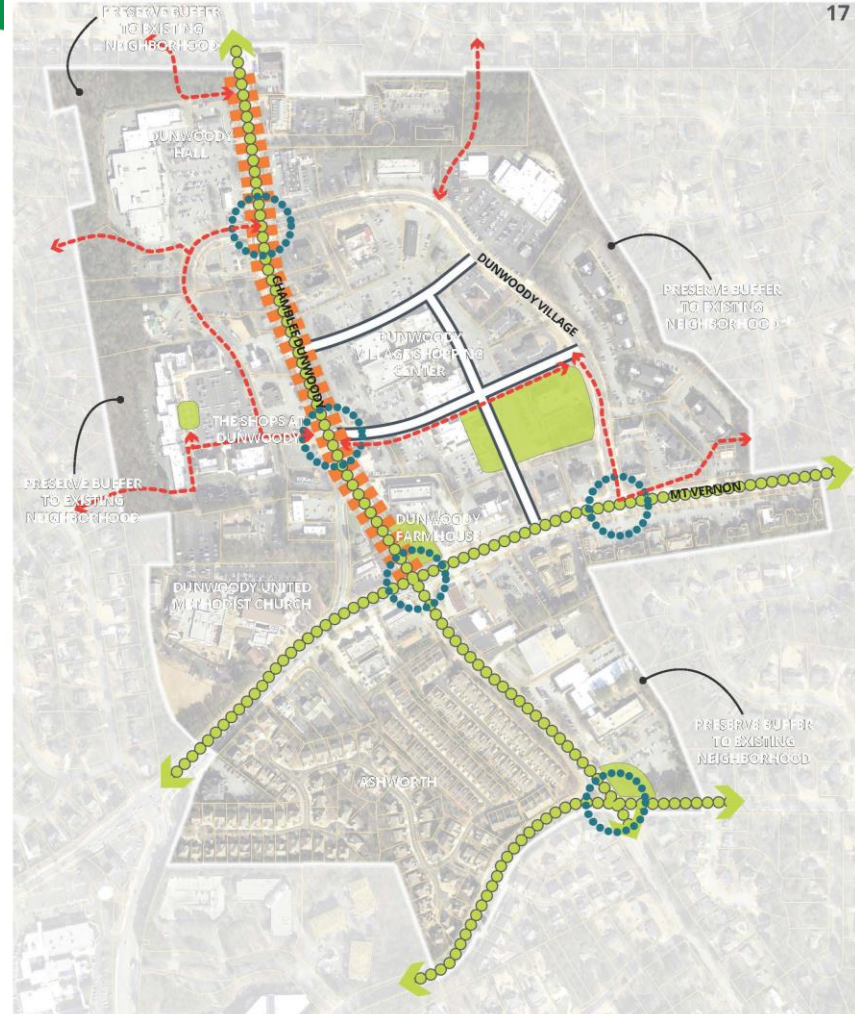 17
PRESERVE BUFFER
TO EXISTING
NEIGHBORHOOD
DUNWOODY
HALL
CHAMBLEE DUNWOODY
DUNWOODY VILLAGE
PRESERVE BUFFER
TO EXISTING
NEIGHBORHOOD
DUNWOODY
VILLAGE SHOPPING
CENTER
THE SHOPS AT
DUNWOODY
PRESERVE BUFFER
TO EXISTING
NEIGHBORHOOD
MT VERNON
DUNWOODY
FARMHOUSE
DUNWOODY UNITED
METHODIST CHURCH
PRESERVE BUFFER
TO EXISTING
NEIGHBORHOOD
ASHWORTH